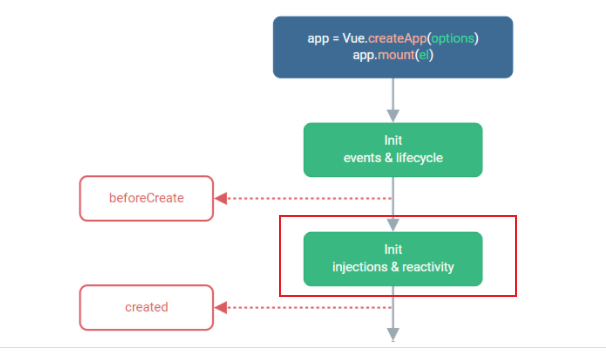 app = Vue.createApp(options)
app.mount(el)
Init
events & lifecycle
beforeCreate
Init
injections & reactivity
created